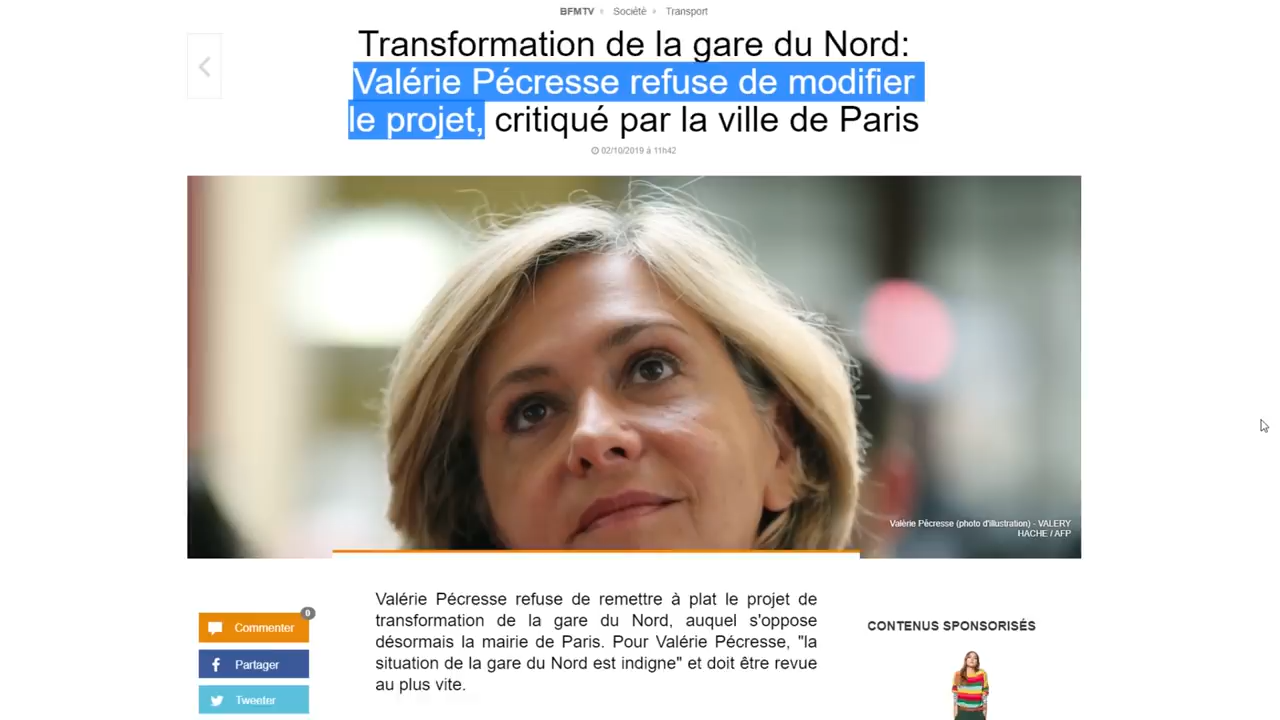 BFMTV Société Transport
Transformation de la gare du Nord:
Valérie Pécresse refuse de modifier
le projet, critiqué par la ville de Paris
02/10/2019 à 11h42
Valérie Pécresse (photo d'illustration) - VALERY
HACHE / AFP
Valérie Pécresse refuse de remettre à plat le projet de
transformation de la gare du Nord, auquel s'oppose
désormais la mairie de Paris. Pour Valérie Pécresse, "la
situation de la gare du Nord est indigne" et doit être revue
au plus vite.
0
Commenter
Partager
Tweeter
CONTENUS SPONSORISÉS